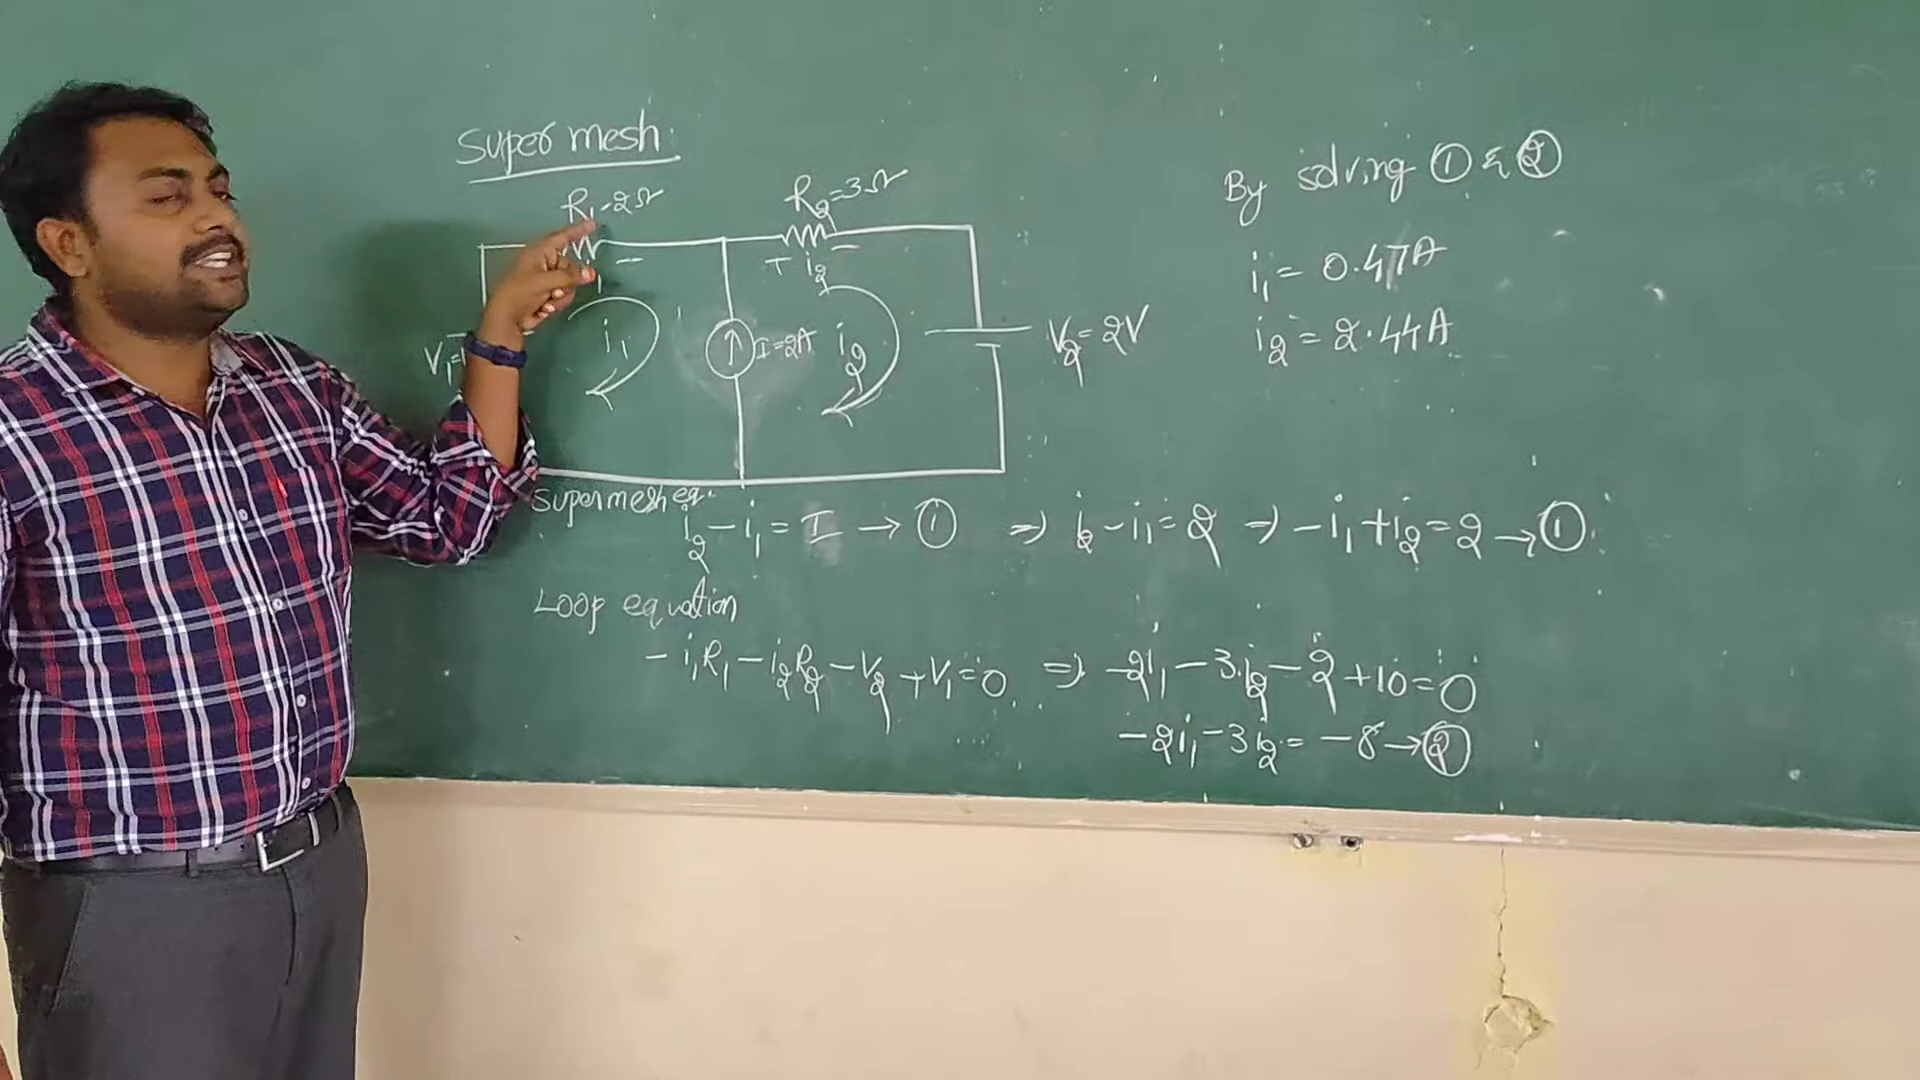 Super mesh:
R₁-2Ω
R₂=3Ω
i₁
+ i₂ -
V₁=
i₁
I=2A
i₂
V₂=2V
Supermesh eq.
i₂-i₁=I→①⇒i₂-i₁=2⇒-i₁+i₂=2→①
Loop equation
-i₁R₁-i₂R₂-V₂+V₁=0⇒-2i₁-3i₂-2+10=0
-2i₁-3i₂=-8→②
By solving ① & ②
i₁=0.47A
i₂=2.44A